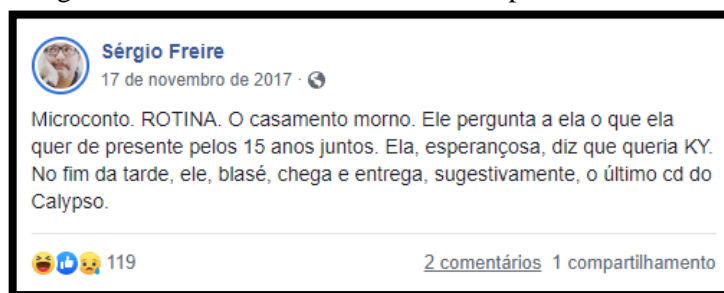 Sérgio Freire
17 de novembro de 2017 ·
Microconto. ROTINA. O casamento morno. Ele pergunta a ela o que ela
quer de presente pelos 15 anos juntos. Ela, esperançosa, diz que queria KY.
No fim da tarde, ele, blasé, chega e entrega, sugestivamente, o último cd do
Calypso.
119 2 comentários 1 compartilhamento